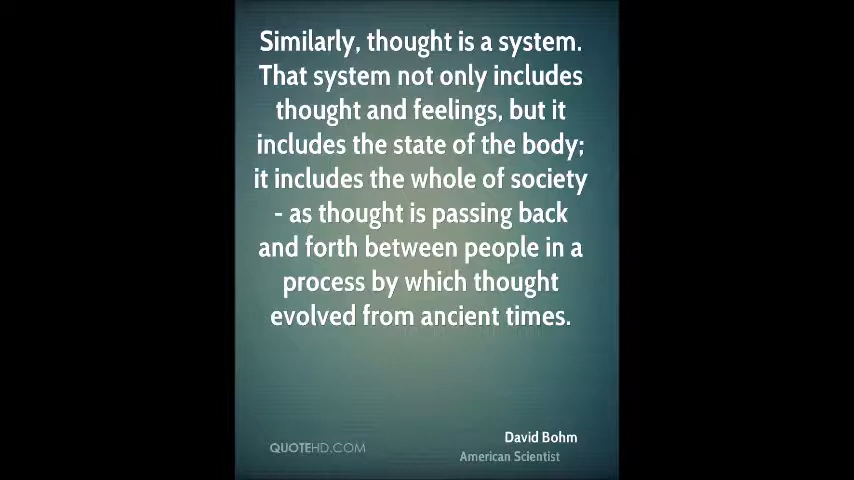 Similarly, thought is a system.
That system not only includes
thought and feelings, but it
includes the state of the body;
it includes the whole of society
- as thought is passing back
and forth between people in a
process by which thought
evolved from ancient times.
David Bohm
QUOTEHD.COM
American Scientist